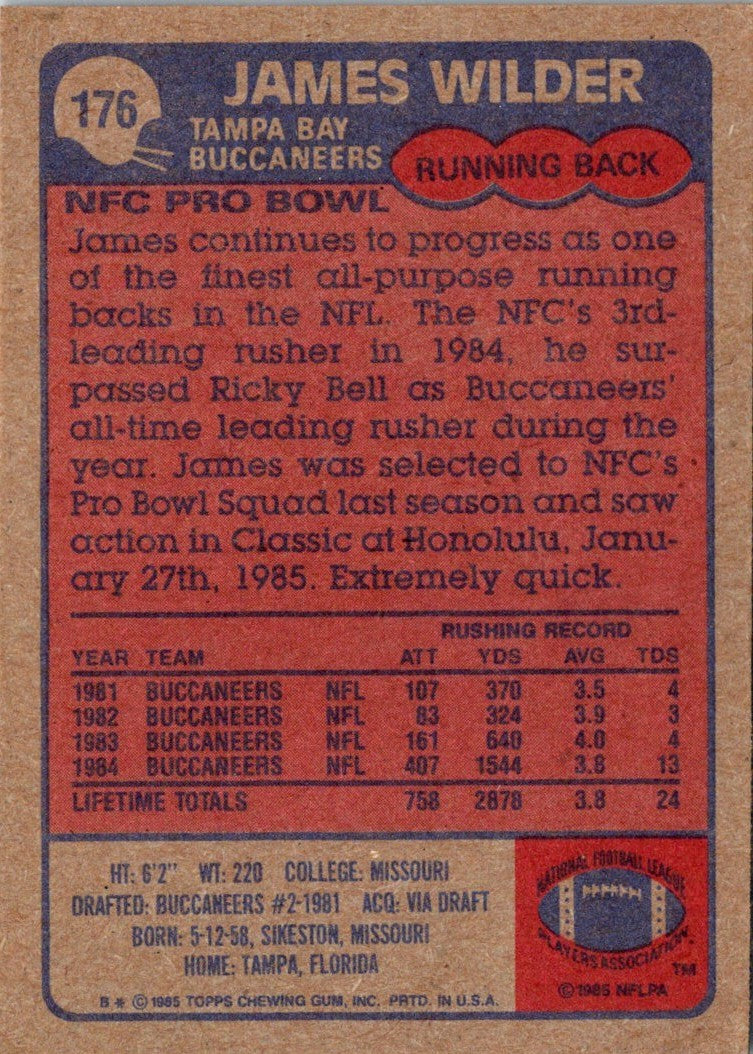 176
JAMES WILDER
TAMPA BAY
BUCCANEERS
RUNNING BACK
NFC PRO BOWL
James continues to progress as one
of the finest all-purpose running
backs in the NFL. The NFC's 3rd-
leading rusher in 1984, he sur-
passed Ricky Bell as Buccaneers'
all-time leading rusher during the
year. James was selected to NFC's
Pro Bowl Squad last season and saw
action in Classic at Honolulu, Janu-
ary 27th, 1985. Extremely quick.
RUSHING RECORD
YEAR TEAM ATT YDS AVG TDS
1981 BUCCANEERS NFL 107 370 3.5 4
1982 BUCCANEERS NFL 83 324 3.9 3
1983 BUCCANEERS NFL 161 640 4.0 4
1984 BUCCANEERS NFL 407 1544 3.8 13
LIFETIME TOTALS 758 2878 3.8 24
HT: 6'2" WT: 220 COLLEGE: MISSOURI
DRAFTED: BUCCANEERS #2-1981 ACQ: VIA DRAFT
BORN: 5-12-58, SIKESTON, MISSOURI
HOME: TAMPA, FLORIDA
B * © 1985 TOPPS CHEWING GUM, INC. PRTD. IN U.S.A.
NATIONAL FOOTBALL LEAGUE
PLAYERS ASSOCIATION
TM
© 1985 NFLPA